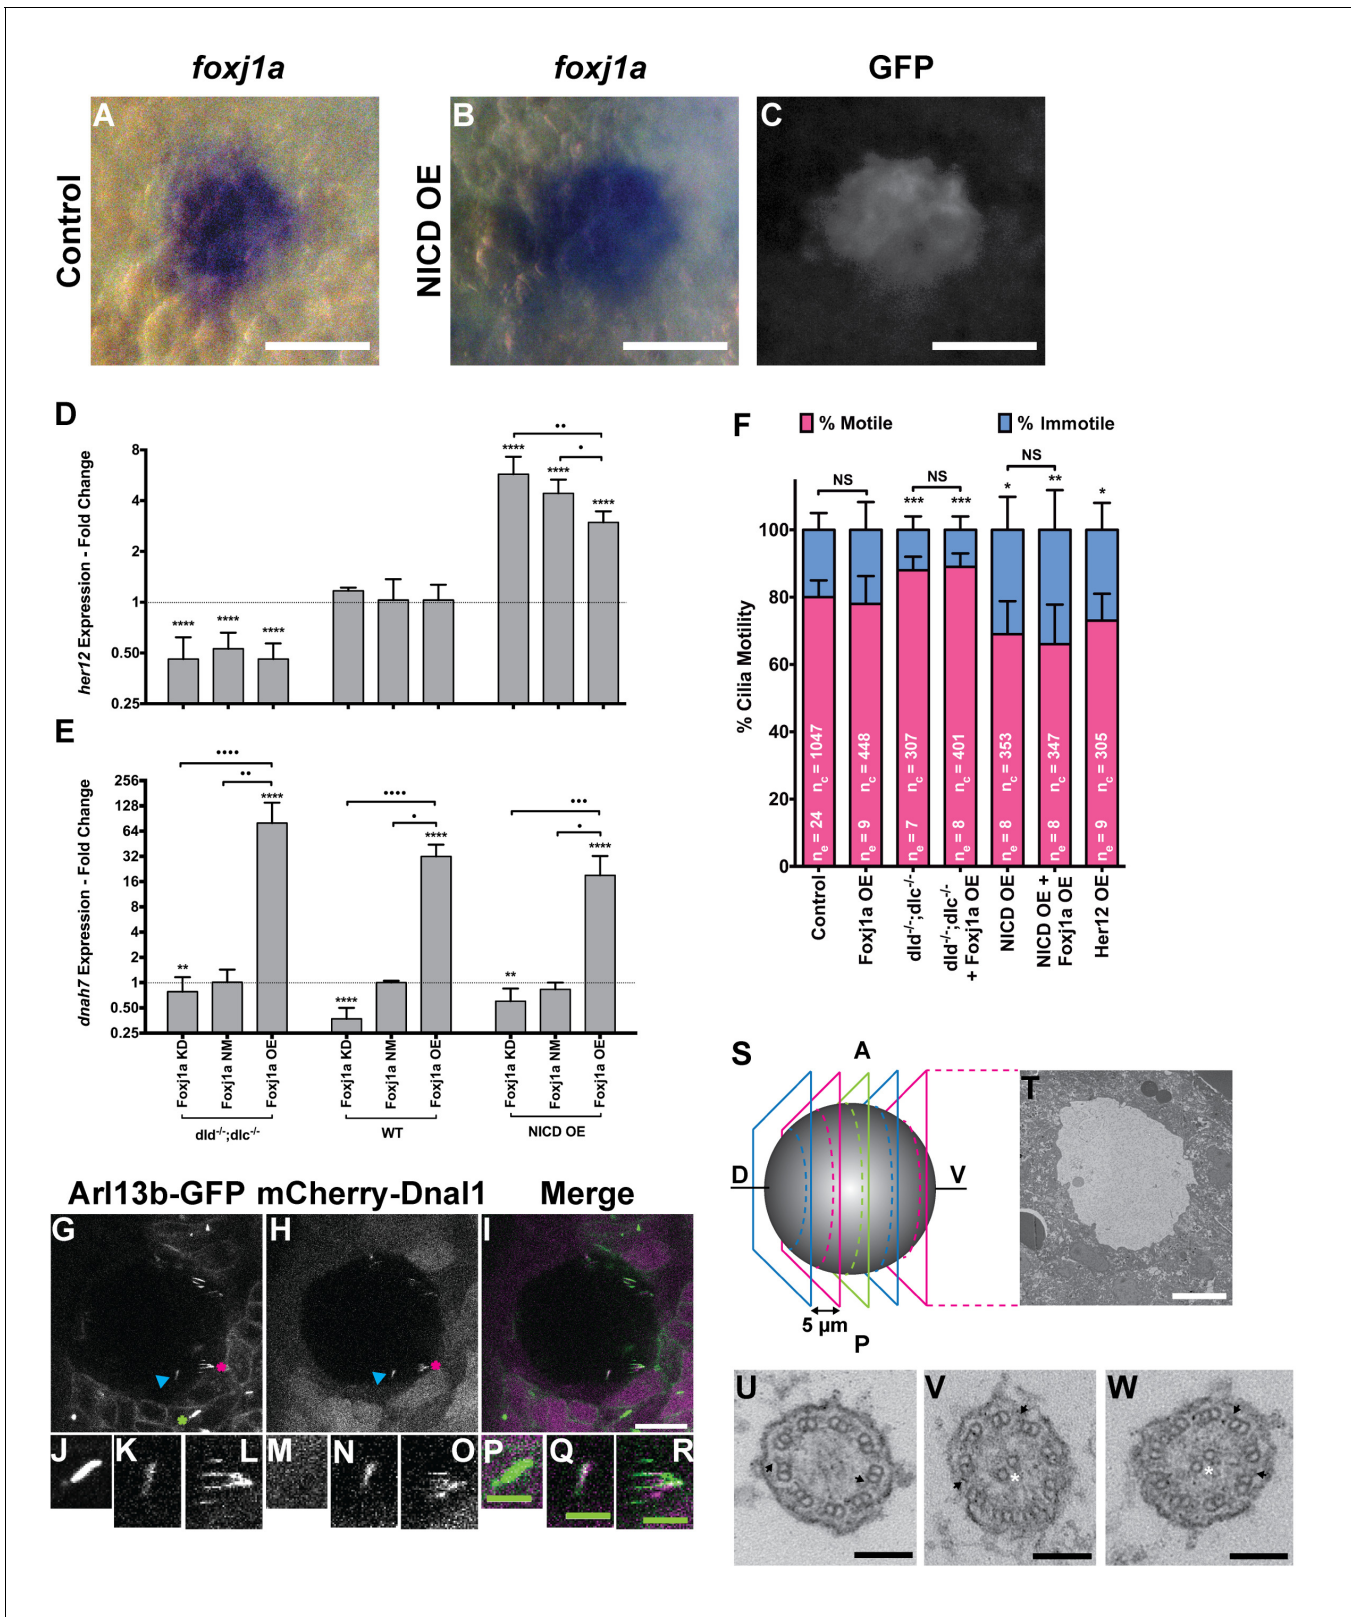 foxj1a
foxj1a
GFP
Control
A
NICD OE
B
C
D
her12 Expression - Fold Change
8
4
2
1
0.50
0.25
****
****
****
****
****
****
••
•
E
dnah7 Expression - Fold Change
256
128
64
32
16
8
4
2
1
0.50
0.25
••••
••
****
**
••••
•
****
****
•••
•
****
**
Foxj1a KD
Foxj1a NM
Foxj1a OE
Foxj1a KD
Foxj1a NM
Foxj1a OE
Foxj1a KD
Foxj1a NM
Foxj1a OE
dld-/-;dlc-/-
WT
NICD OE
F
% Motile
% Immotile
NS
NS
NS
***
***
*
**
*
% Cilia Motility
100
80
60
40
20
0
ne = 24 nc = 1047
ne = 9 nc = 448
ne = 7 nc = 307
ne = 8 nc = 401
ne = 8 nc = 353
ne = 8 nc = 347
ne = 9 nc = 305
Control
Foxj1a OE
dld-/-;dlc-/-
dld-/-;dlc-/-
+ Foxj1a OE
NICD OE
NICD OE +
Foxj1a OE
Her12 OE
Arl13b-GFP
mCherry-Dnal1
Merge
G
H
I
J
K
L
M
N
O
P
Q
R
S
A
D
V
5 µm
P
T
U
V
*
W
*